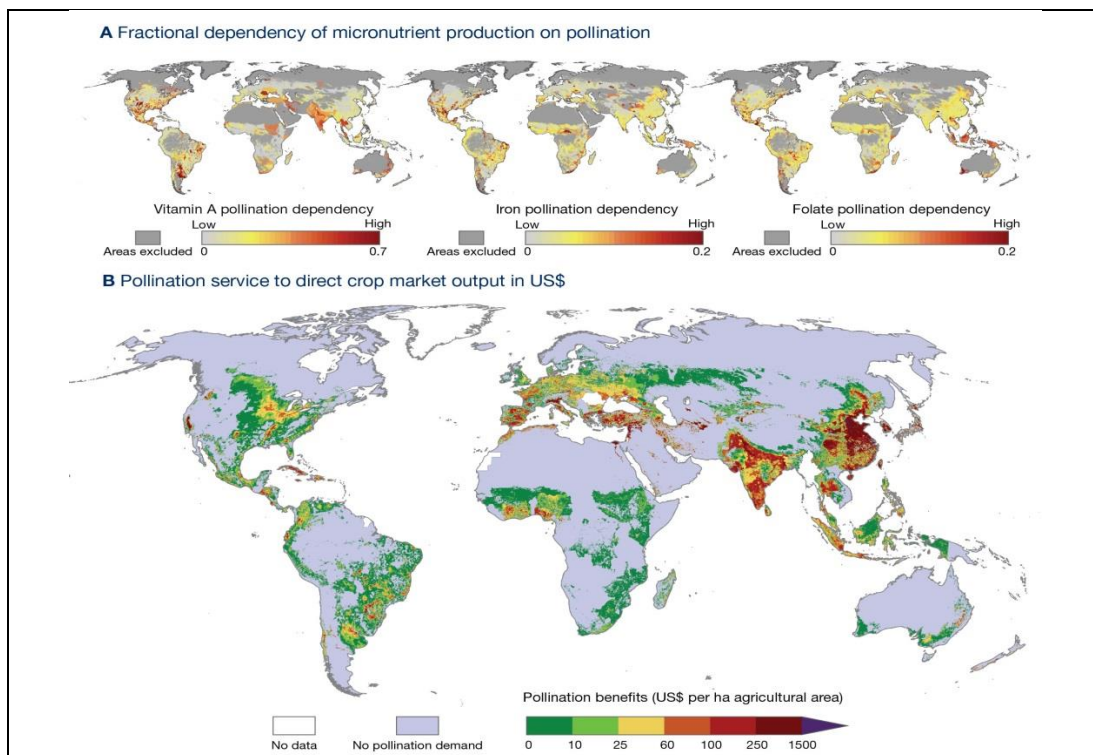 A Fractional dependency of micronutrient production on pollination
Vitamin A pollination dependency
Low High
Areas excluded 0 0.7
Iron pollination dependency
Low High
Areas excluded 0 0.2
Folate pollination dependency
Low High
Areas excluded 0 0.2
B Pollination service to direct crop market output in US$
Pollination benefits (US$ per ha agricultural area)
0 10 25 60 100 250 1500
No data No pollination demand